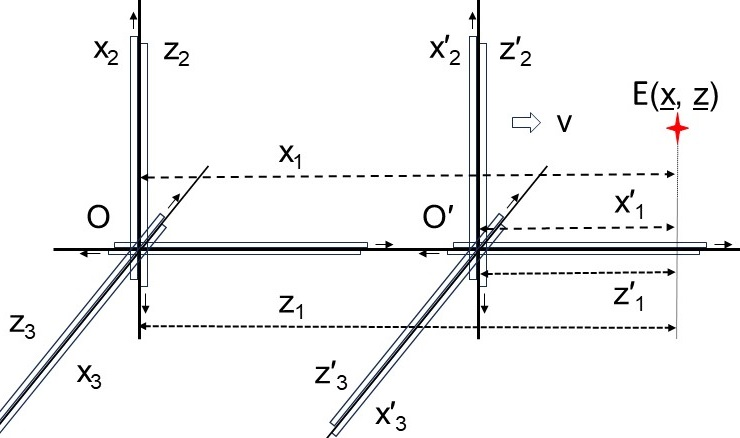 x₂ z₂ x′₂ z′₂
E(x, z)
v
x₁
x′₁
O O′
z₁ z′₁
z₃ x₃
z′₃ x′₃